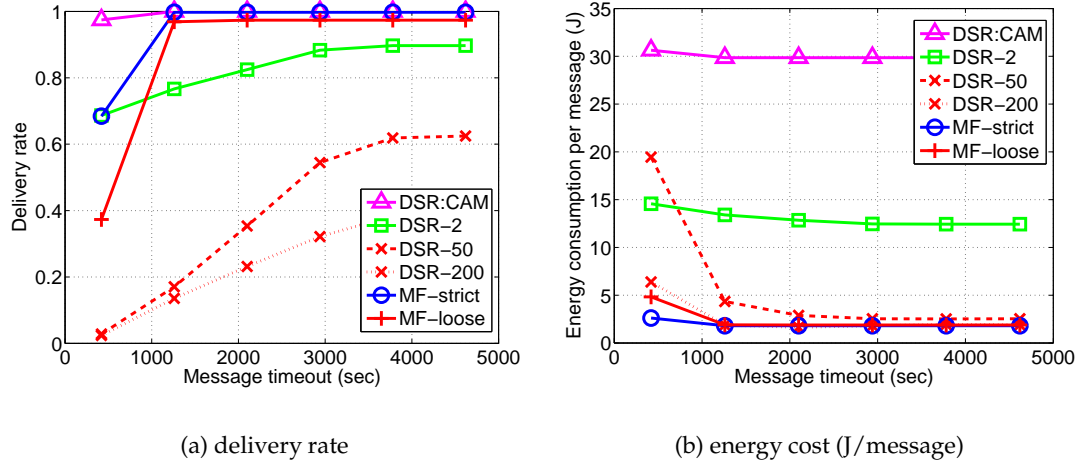 1
0.8
0.6
0.4
0.2
0
Delivery rate
0 1000 2000 3000 4000 5000
Message timeout (sec)
DSR:CAM
DSR−2
DSR−50
DSR−200
MF−strict
MF−loose
(a) delivery rate
35
30
25
20
15
10
5
0
Energy consumption per message (J)
0 1000 2000 3000 4000 5000
Message timeout (sec)
DSR:CAM
DSR−2
DSR−50
DSR−200
MF−strict
MF−loose
(b) energy cost (J/message)